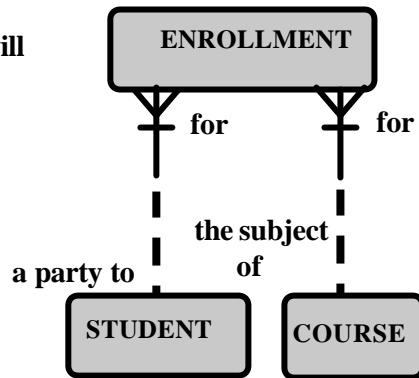 ENROLLMENT
ill
for
for
the subject
of
a party to
STUDENT
COURSE